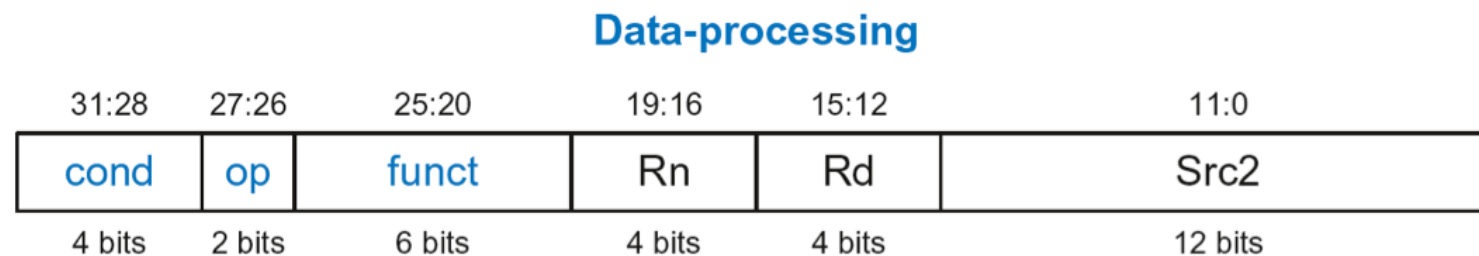 Data-processing
31:28 27:26 25:20 19:16 15:12 11:0
cond op funct Rn Rd Src2
4 bits 2 bits 6 bits 4 bits 4 bits 12 bits